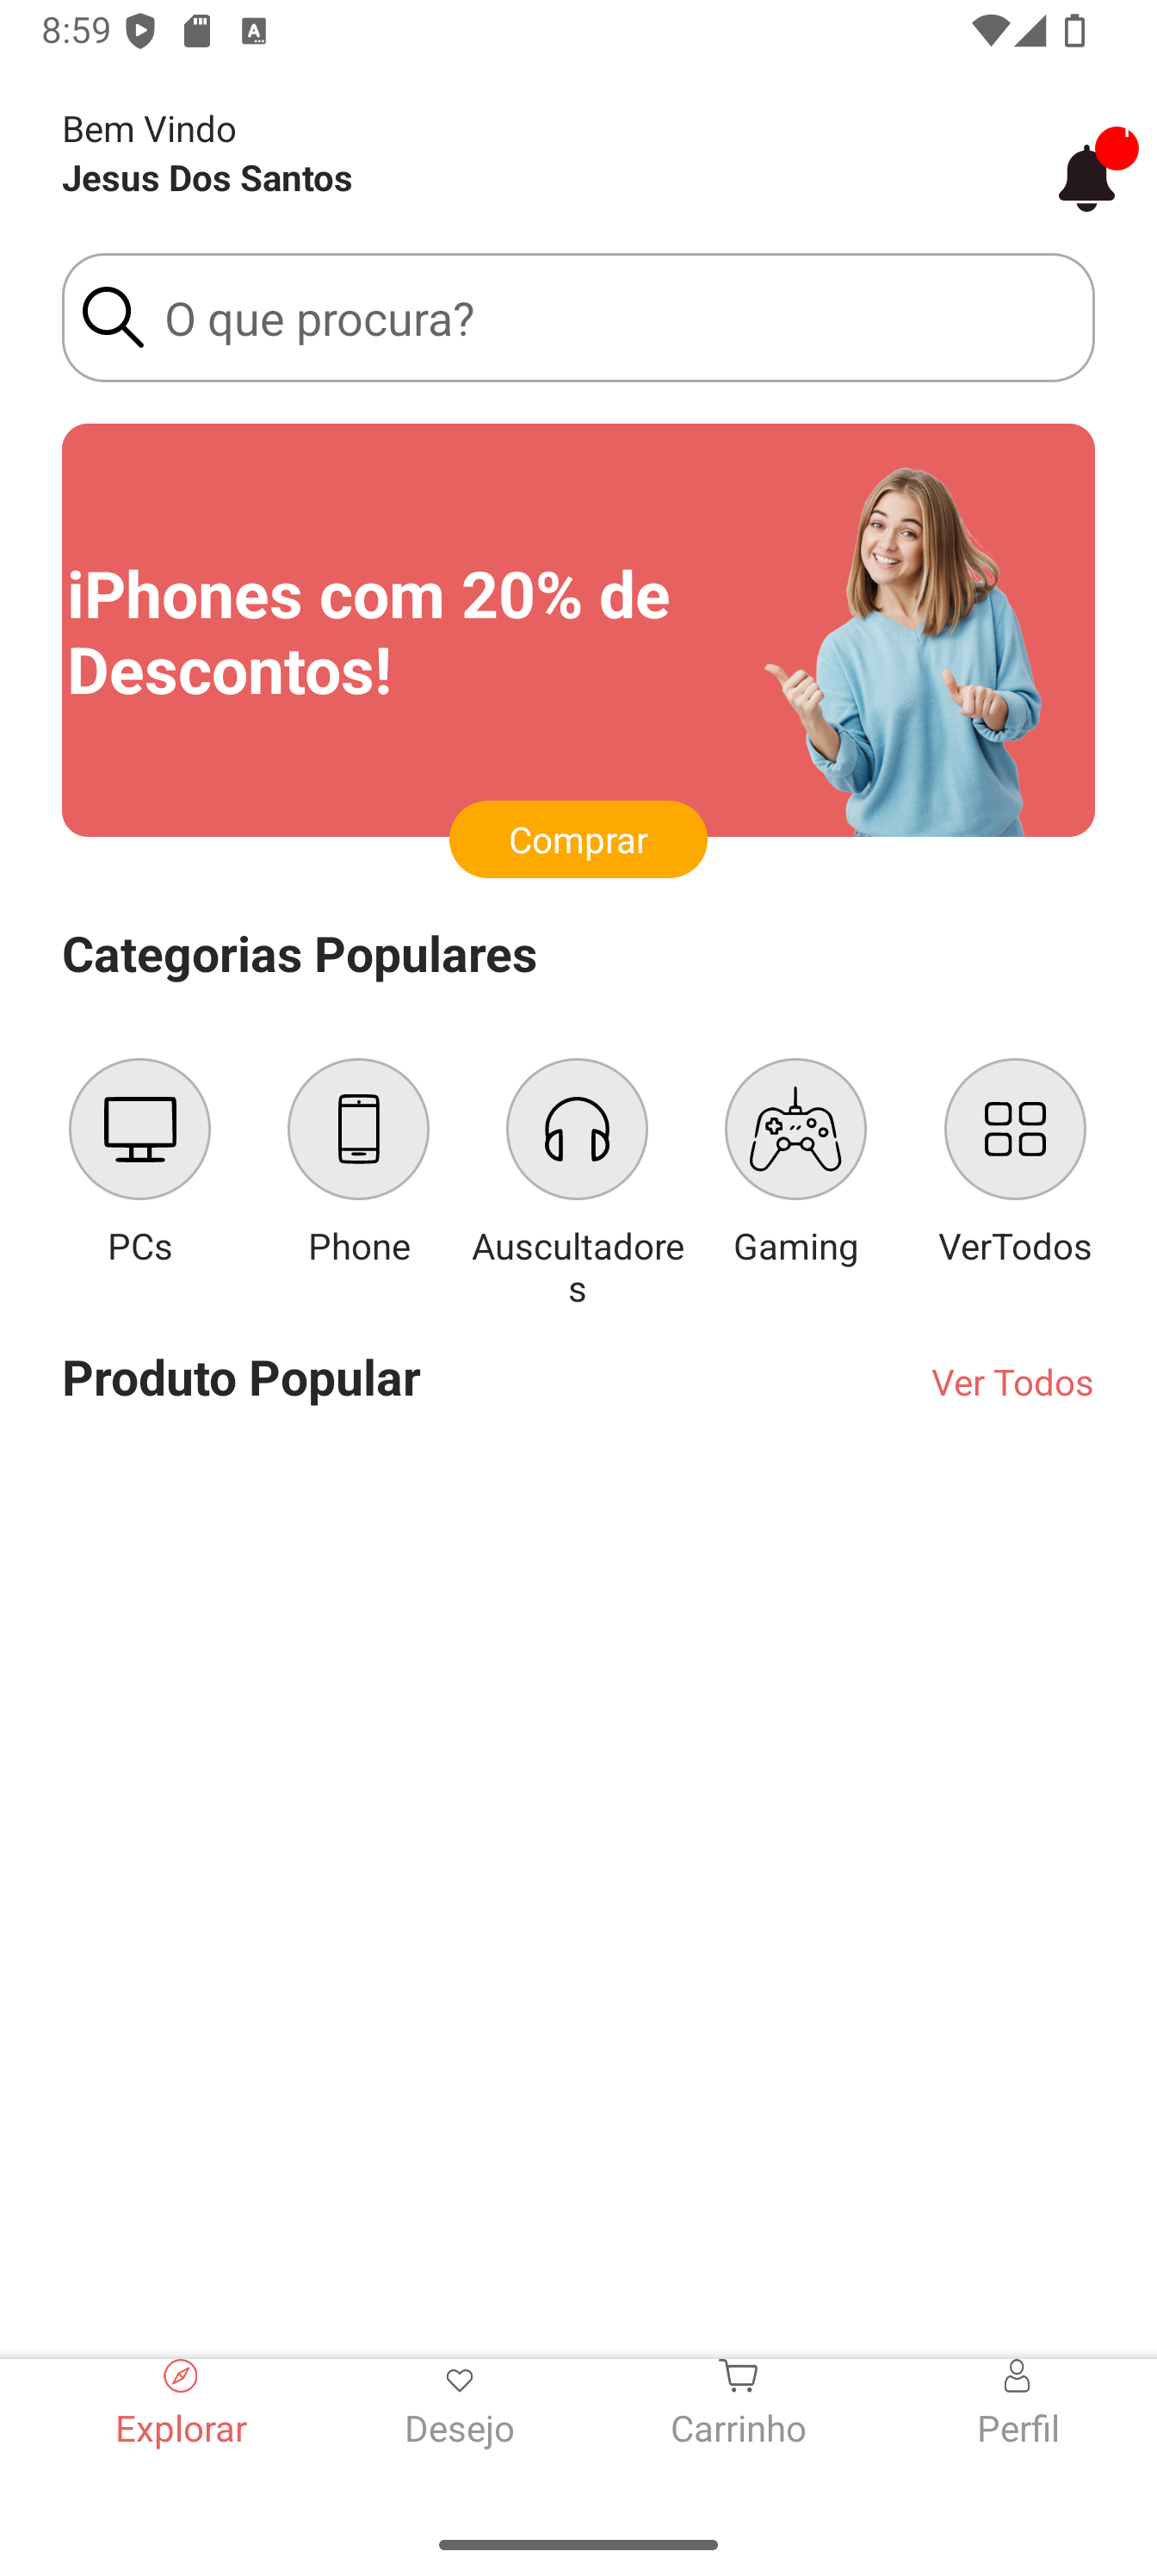 8:59
Bem Vindo
Jesus Dos Santos
O que procura?
iPhones com 20% de
Descontos!
Comprar
Categorias Populares
PCs
Phone
Auscultadore
s
Gaming
VerTodos
Produto Popular
Ver Todos
Explorar
Desejo
Carrinho
Perfil